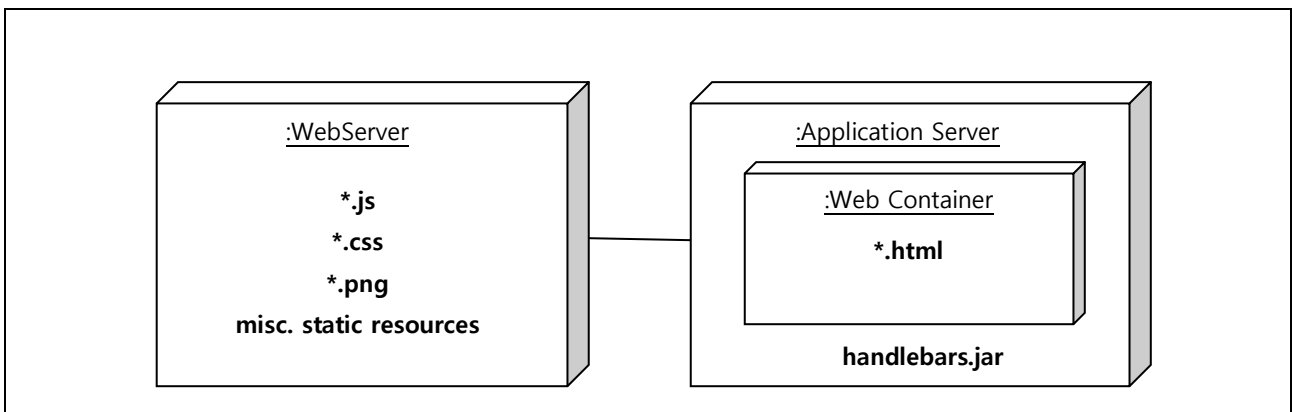 :WebServer
*.js
*.css
*.png
misc. static resources
:Application Server
:Web Container
*.html
handlebars.jar